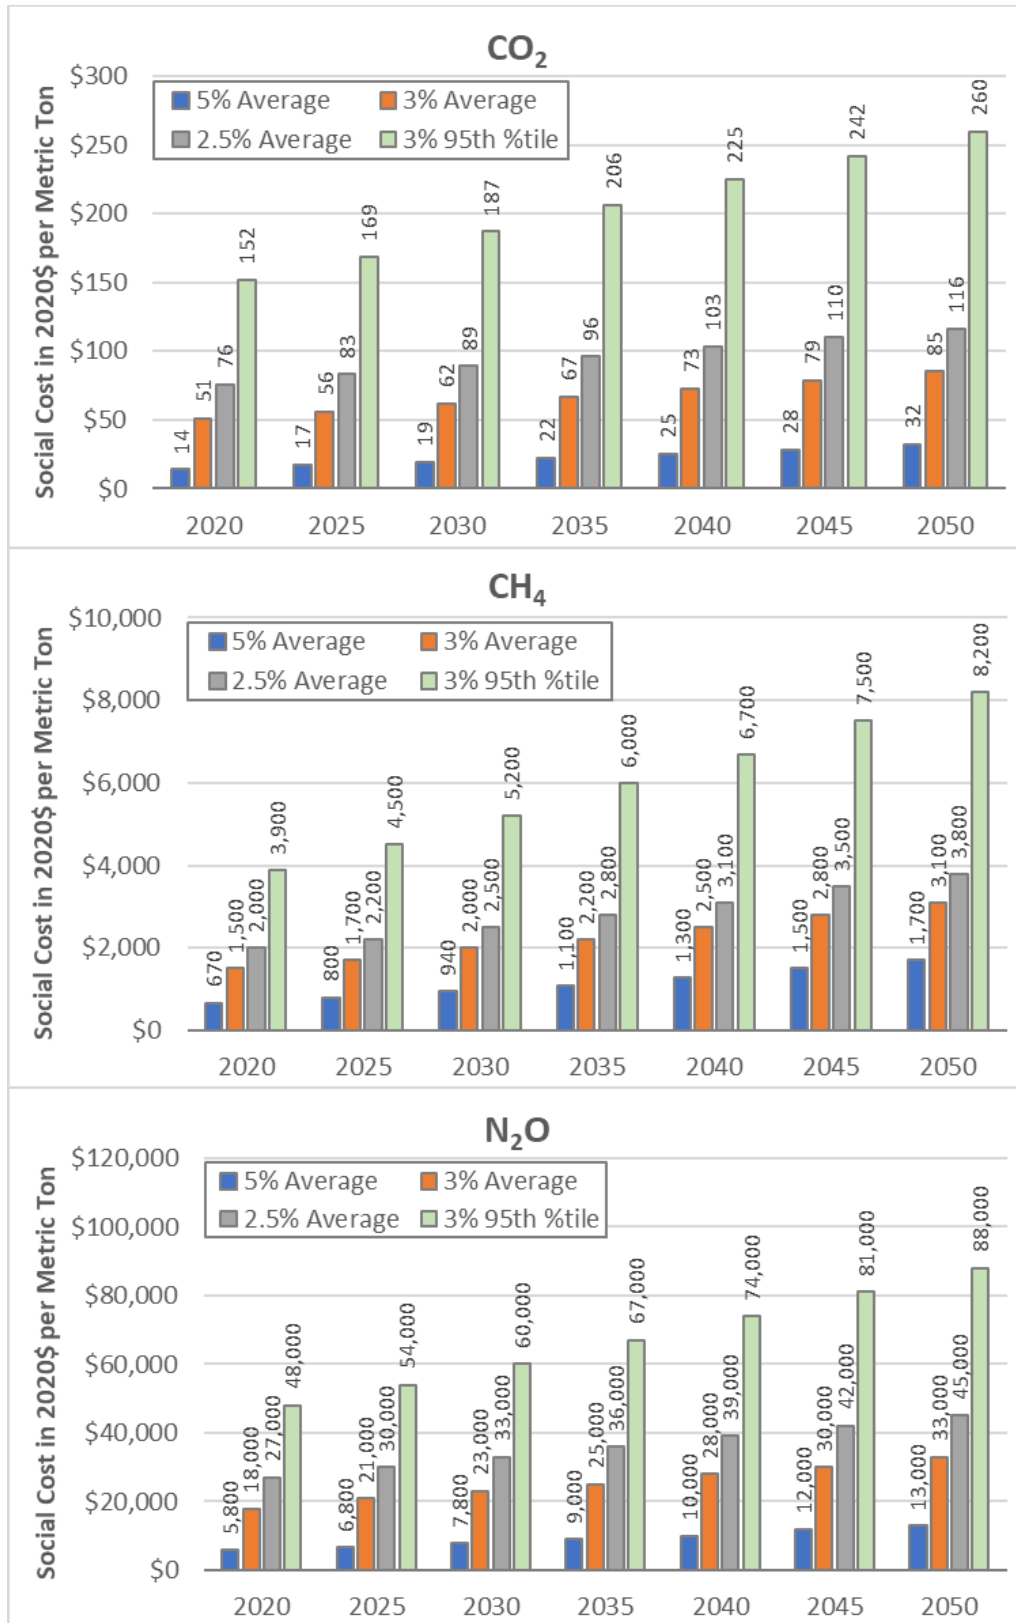 CO₂
Social Cost in 2020$ per Metric Ton
$300
$250
$200
$150
$100
$50
$0
5% Average 3% Average
2.5% Average 3% 95th %tile
14 51 76 152
17 56 83 169
19 62 89 187
22 67 96 206
25 73 103 225
28 79 110 242
32 85 116 260
2020 2025 2030 2035 2040 2045 2050
CH₄
Social Cost in 2020$ per Metric Ton
$10,000
$8,000
$6,000
$4,000
$2,000
$0
5% Average 3% Average
2.5% Average 3% 95th %tile
670 1,500 2,000 3,900
800 1,700 2,200 4,500
940 2,000 2,500 5,200
1,100 2,200 2,800 6,000
1,300 2,500 3,100 6,700
1,500 2,800 3,500 7,500
1,700 3,100 3,800 8,200
2020 2025 2030 2035 2040 2045 2050
N₂O
Social Cost in 2020$ per Metric Ton
$120,000
$100,000
$80,000
$60,000
$40,000
$20,000
$0
5% Average 3% Average
2.5% Average 3% 95th %tile
5,800 18,000 27,000 48,000
6,800 21,000 30,000 54,000
7,800 23,000 33,000 60,000
9,000 25,000 36,000 67,000
10,000 28,000 39,000 74,000
12,000 30,000 42,000 81,000
13,000 33,000 45,000 88,000
2020 2025 2030 2035 2040 2045 2050